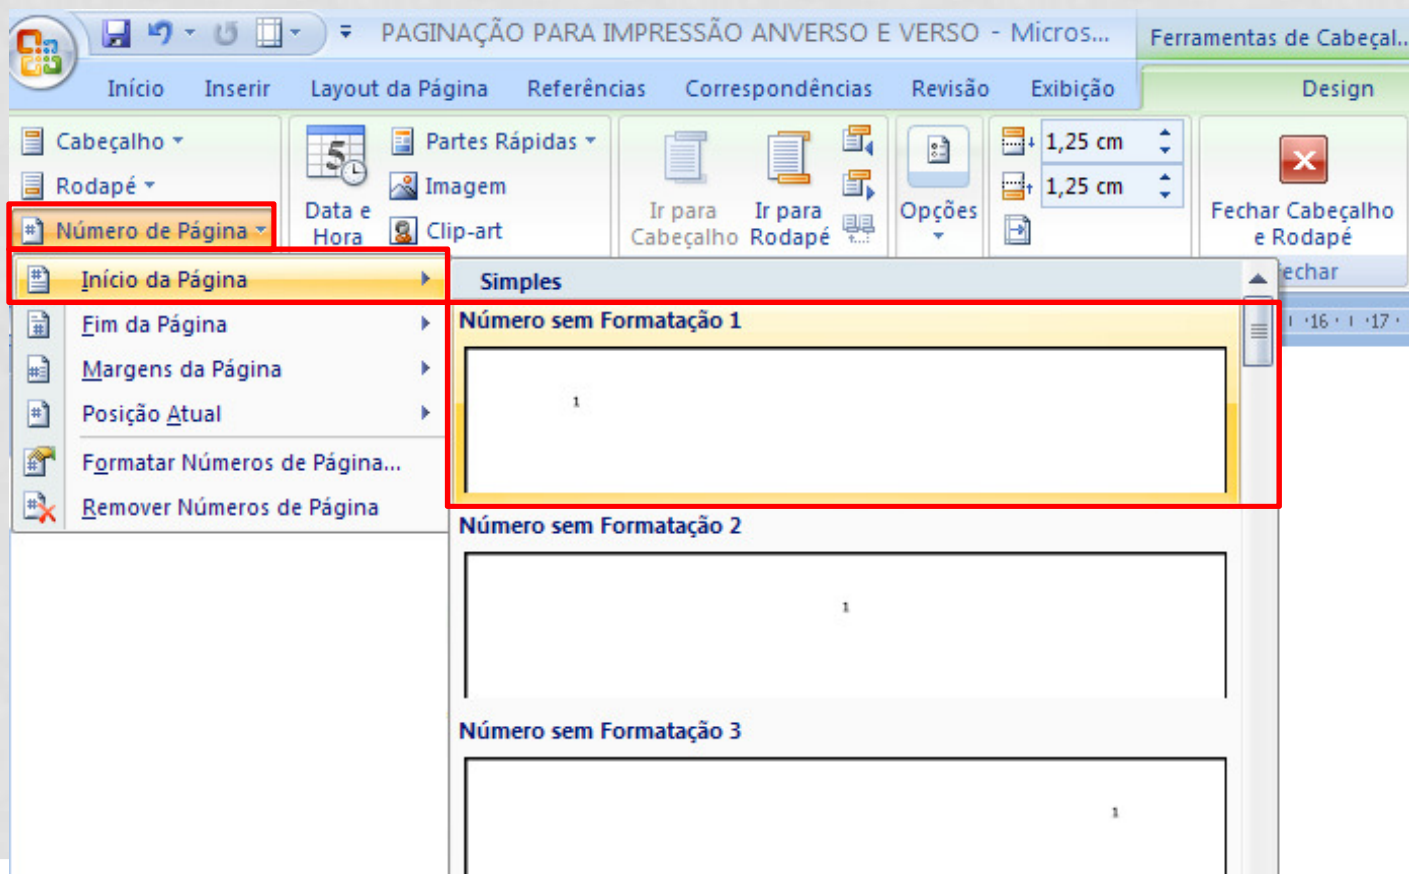 PAGINAÇÃO PARA IMPRESSÃO ANVERSO E VERSO - Micros...
Ferramentas de Cabeçal...
Início Inserir Layout da Página Referências Correspondências Revisão Exibição Design
Cabeçalho
Rodapé
Número de Página
Data e
Hora
Partes Rápidas
Imagem
Clip-art
Ir para
Cabeçalho
Ir para
Rodapé
Opções
1,25 cm
1,25 cm
Fechar Cabeçalho
e Rodapé
echar
Início da Página
Fim da Página
Margens da Página
Posição Atual
Formatar Números de Página...
Remover Números de Página
Simples
Número sem Formatação 1
1
Número sem Formatação 2
1
Número sem Formatação 3
1
16 17